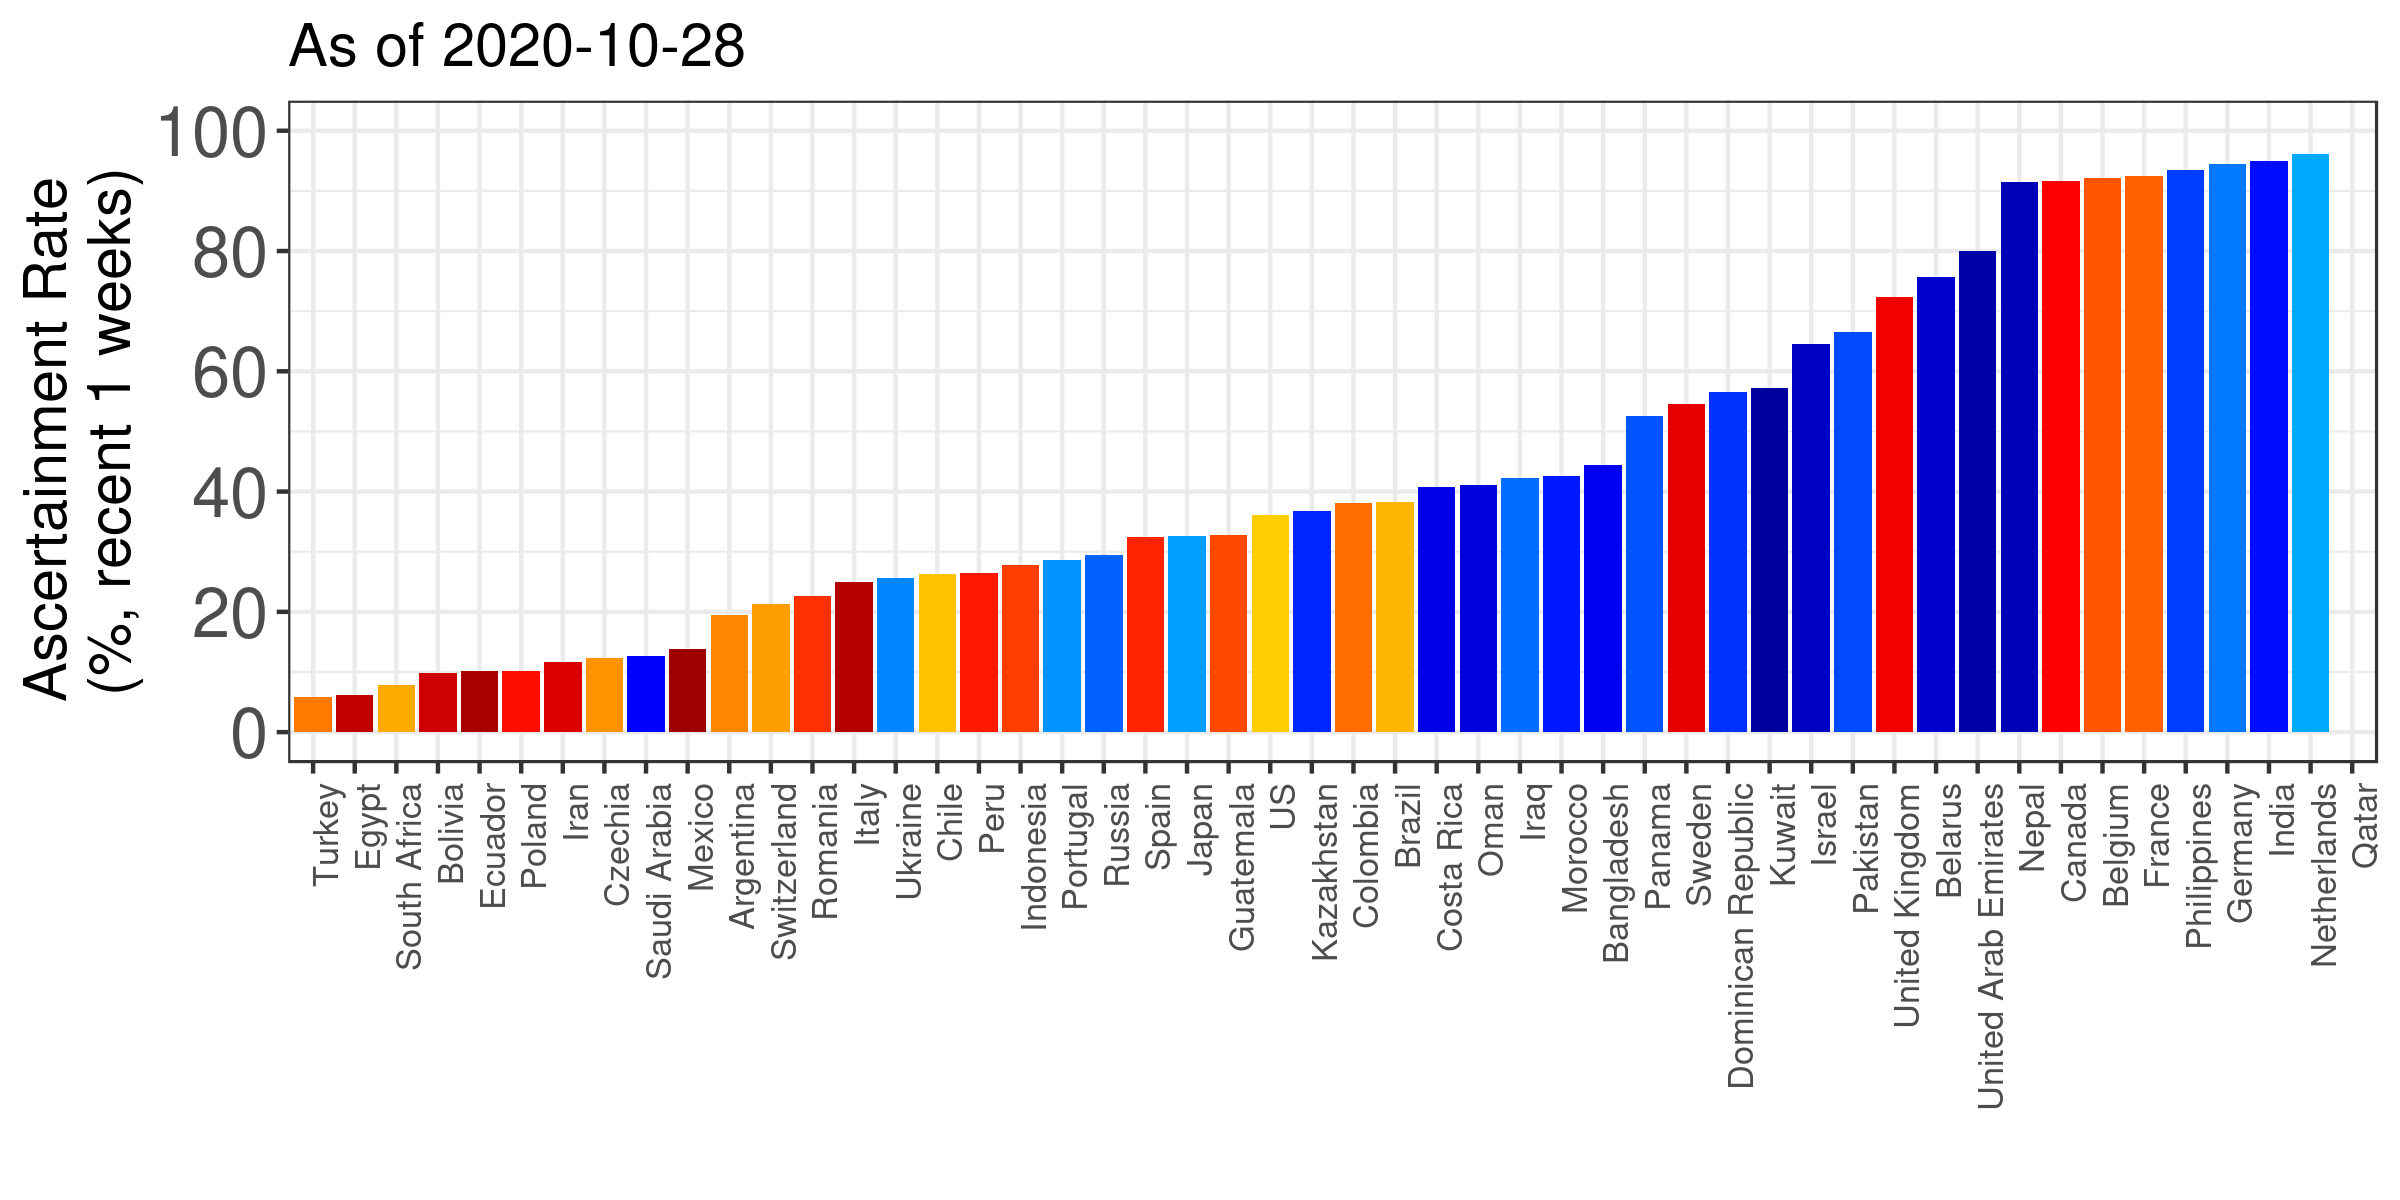 As of 2020-10-28
Ascertainment Rate
(%, recent 1 weeks)
100
80
60
40
20
0
Turkey
Egypt
South Africa
Bolivia
Ecuador
Poland
Iran
Czechia
Saudi Arabia
Mexico
Argentina
Switzerland
Romania
Italy
Ukraine
Chile
Peru
Indonesia
Portugal
Russia
Spain
Japan
Guatemala
US
Kazakhstan
Colombia
Brazil
Costa Rica
Oman
Iraq
Morocco
Bangladesh
Panama
Sweden
Dominican Republic
Kuwait
Israel
Pakistan
United Kingdom
Belarus
United Arab Emirates
Nepal
Canada
Belgium
France
Philippines
Germany
India
Netherlands
Qatar